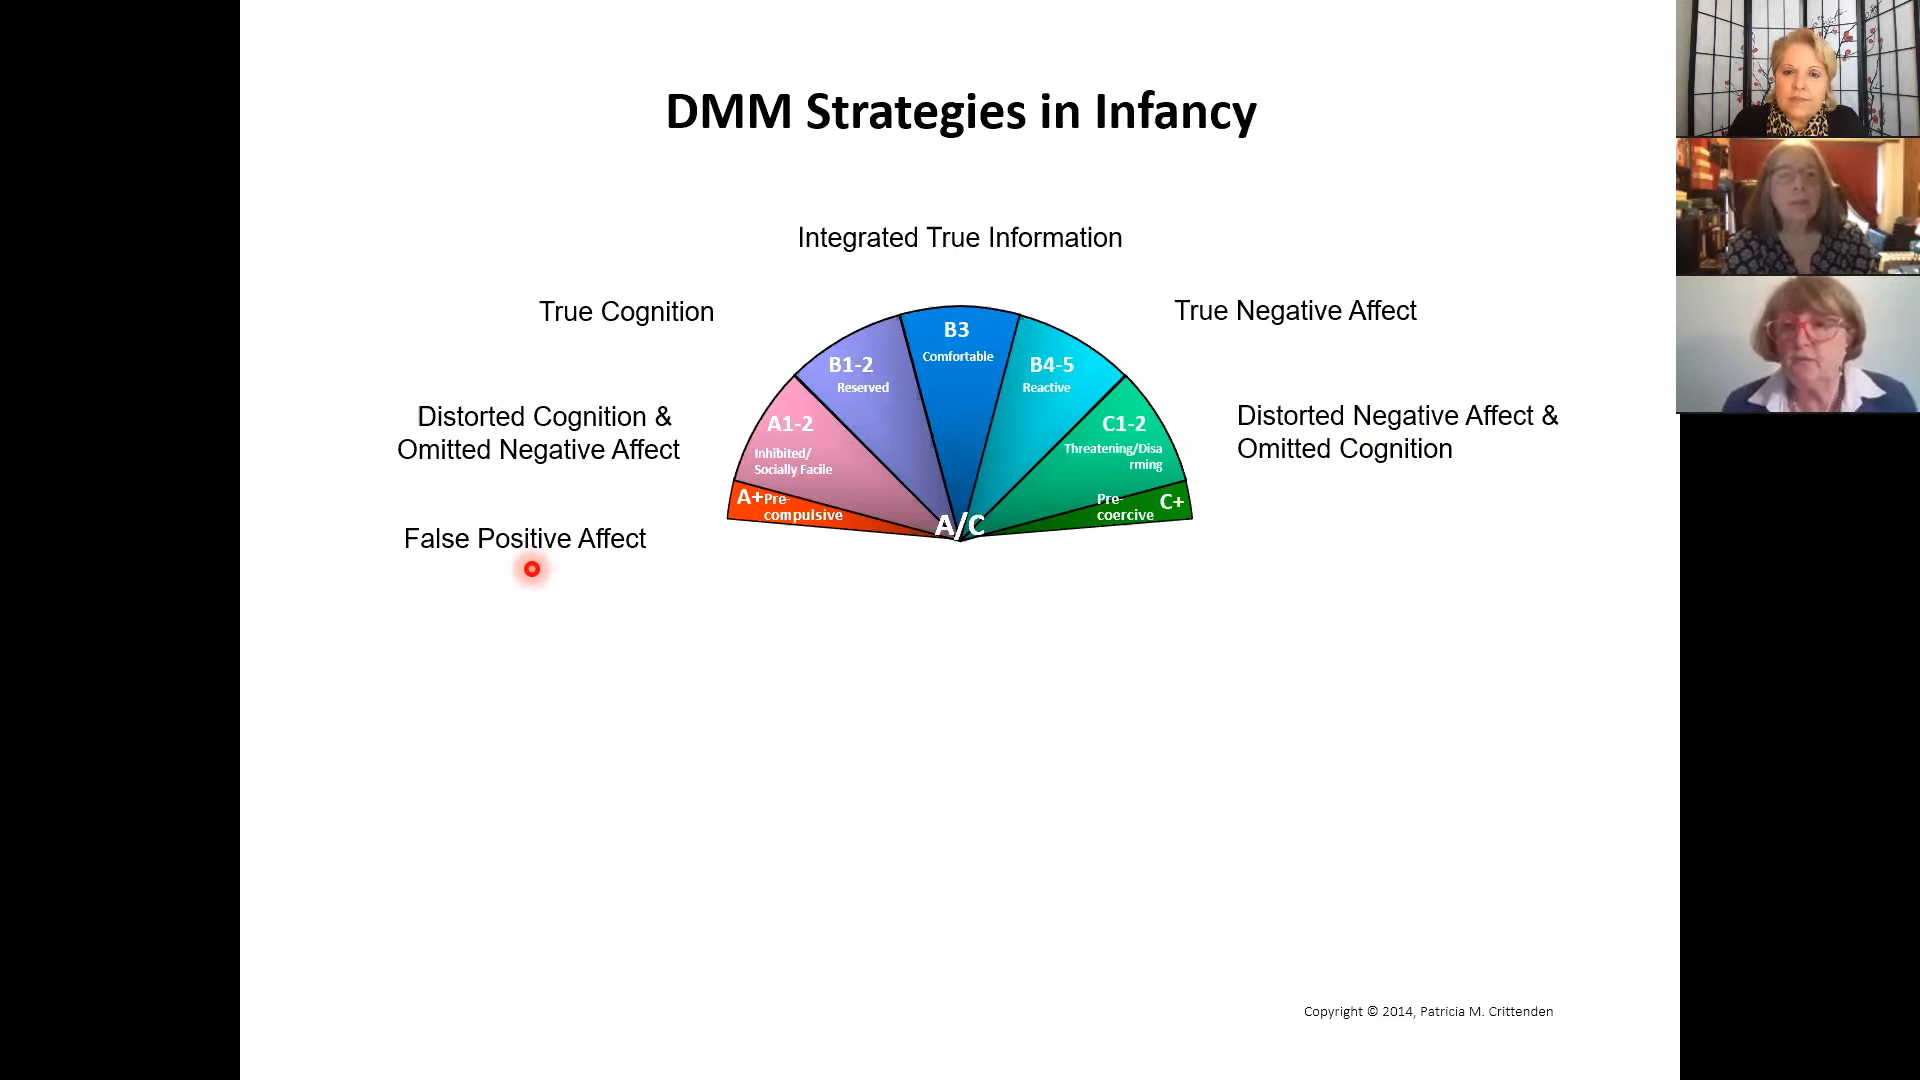 DMM Strategies in Infancy
Integrated True Information
True Cognition
True Negative Affect
B3
Comfortable
B1-2
Reserved
B4-5
Reactive
Distorted Cognition &
Omitted Negative Affect
A1-2
Inhibited/
Socially Facile
C1-2
Threatening/Disa
rming
Distorted Negative Affect &
Omitted Cognition
A+
Pre-
compulsive
A/C
Pre-
coercive
C+
False Positive Affect
Copyright © 2014, Patricia M. Crittenden